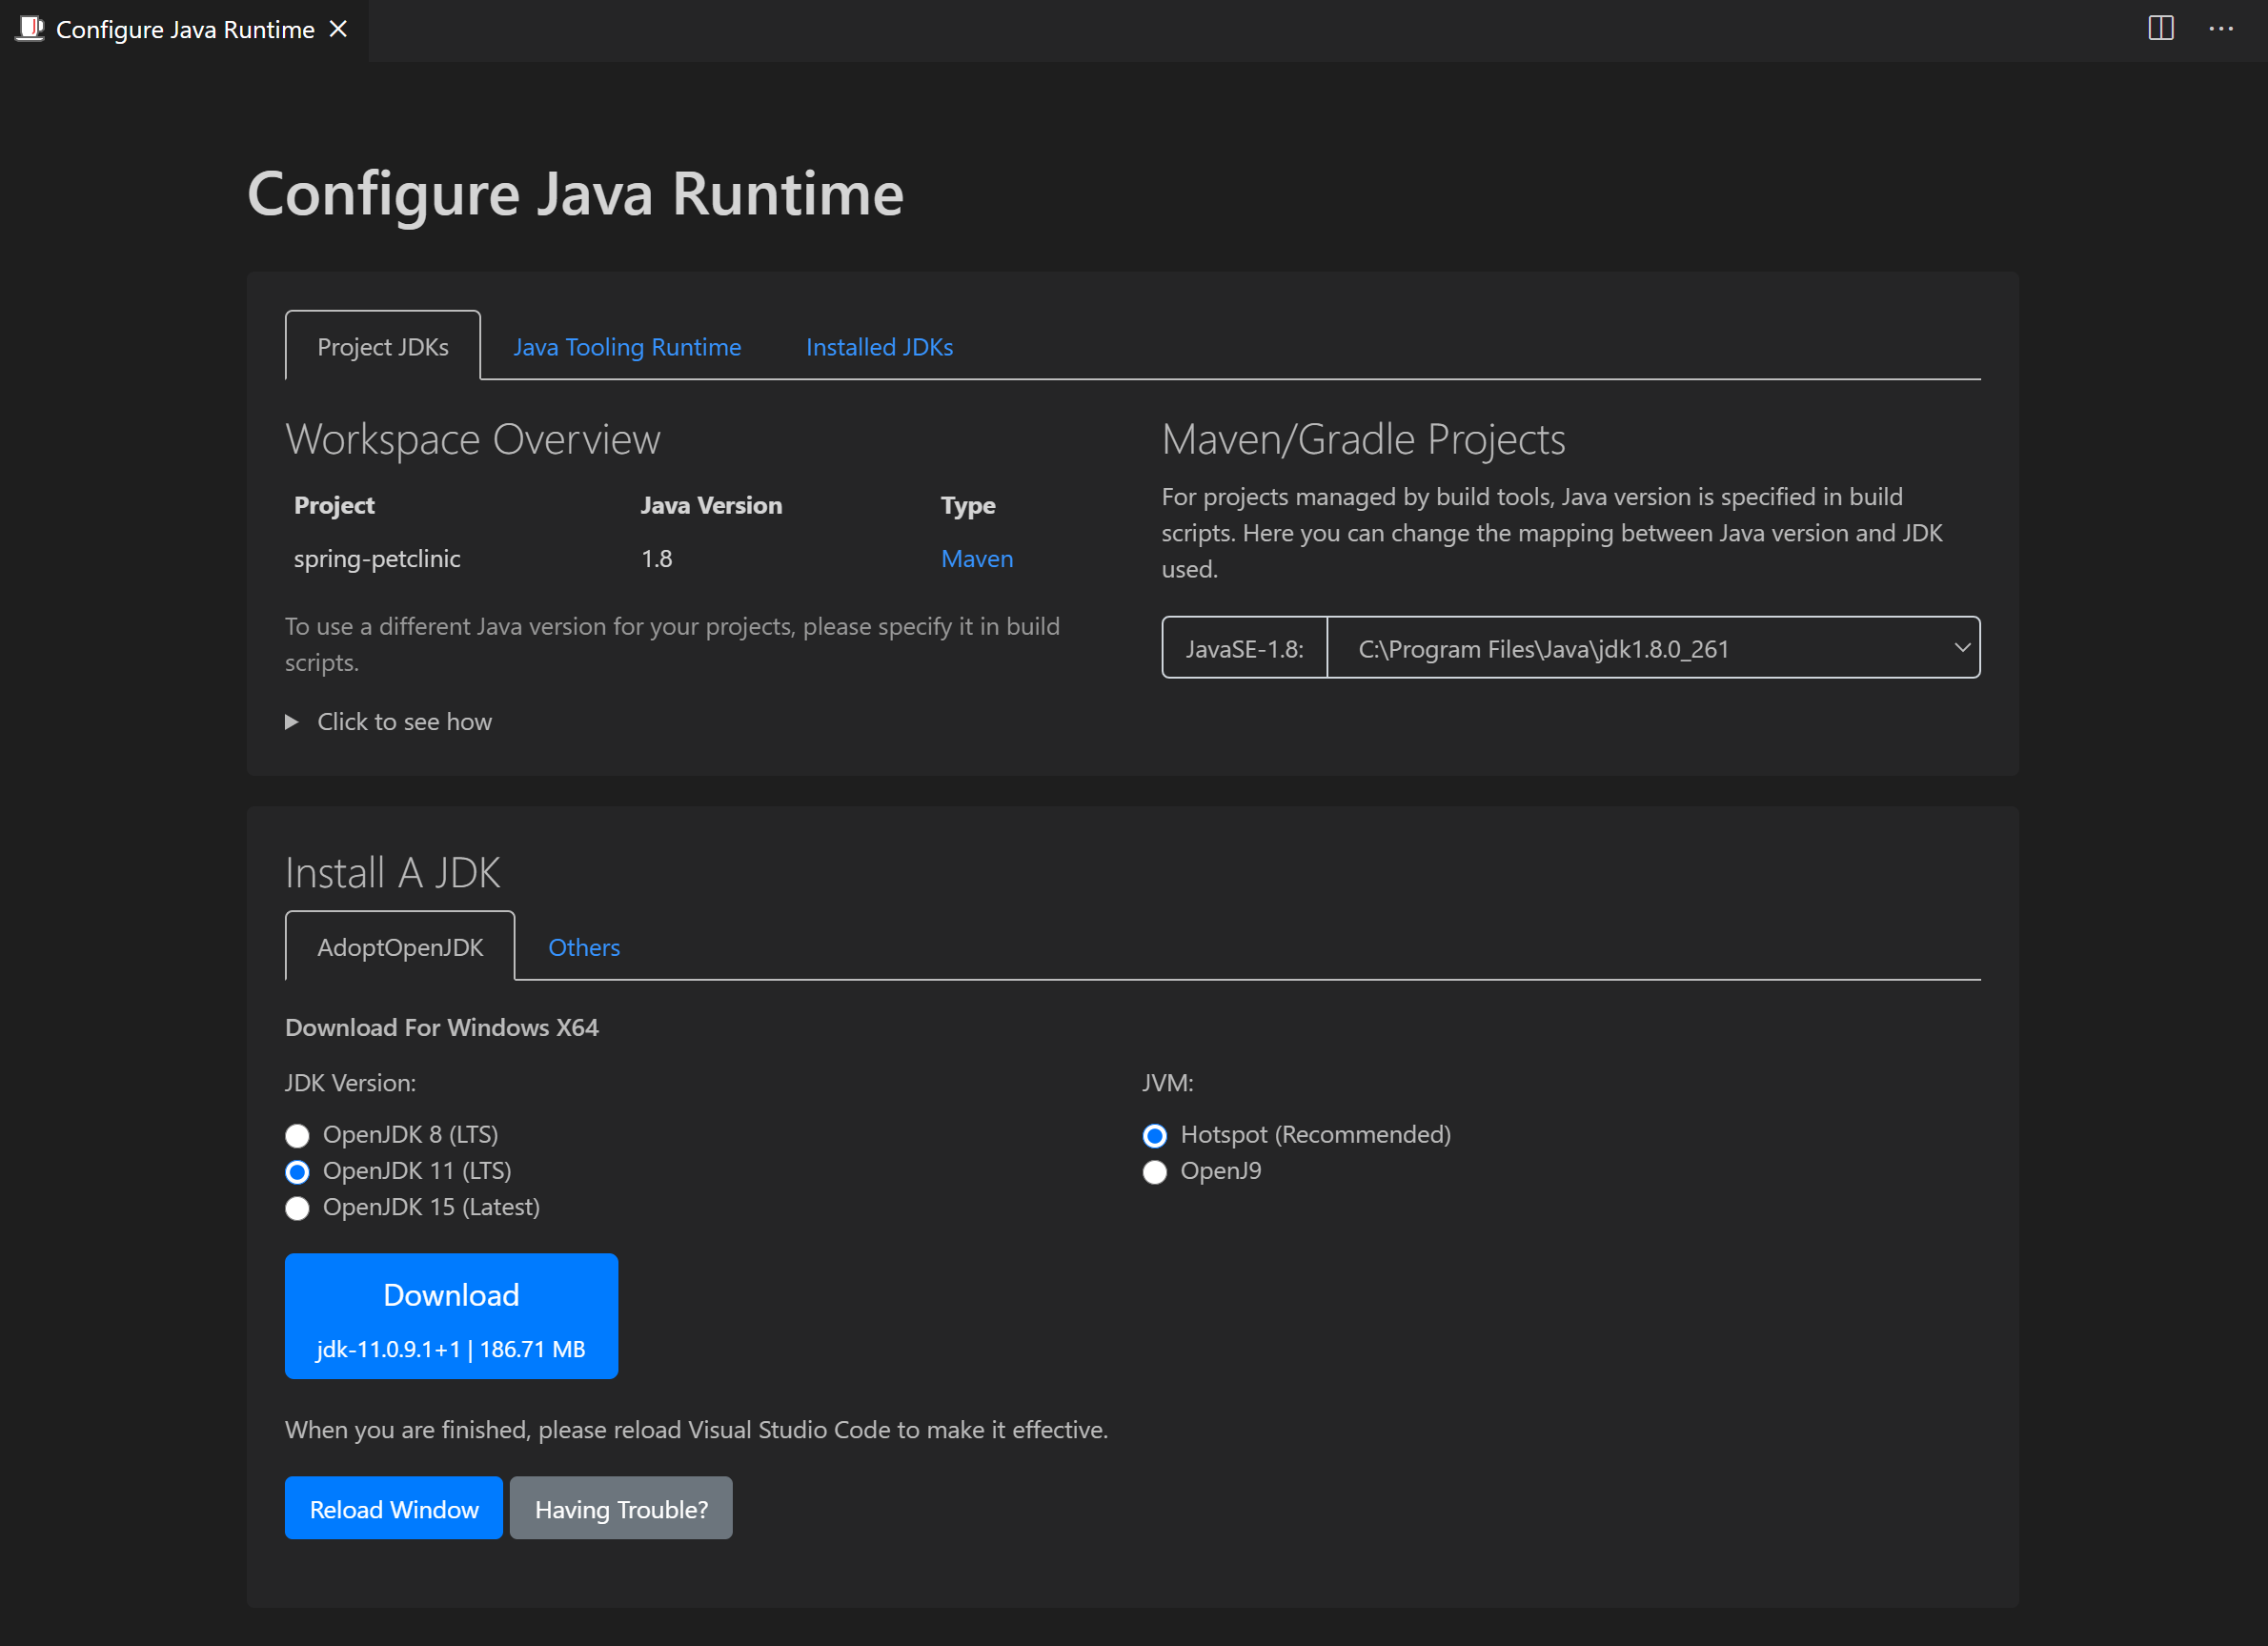 Configure Java Runtime
Configure Java Runtime
Project JDKs Java Tooling Runtime Installed JDKs
Workspace Overview
Project Java Version Type
spring-petclinic 1.8 Maven
To use a different Java version for your projects, please specify it in build
scripts.
Click to see how
Maven/Gradle Projects
For projects managed by build tools, Java version is specified in build
scripts. Here you can change the mapping between Java version and JDK
used.
JavaSE-1.8: C:\Program Files\Java\jdk1.8.0_261
Install A JDK
AdoptOpenJDK Others
Download For Windows X64
JDK Version:
OpenJDK 8 (LTS)
OpenJDK 11 (LTS)
OpenJDK 15 (Latest)
JVM:
Hotspot (Recommended)
OpenJ9
Download
jdk-11.0.9.1+1 | 186.71 MB
When you are finished, please reload Visual Studio Code to make it effective.
Reload Window Having Trouble?